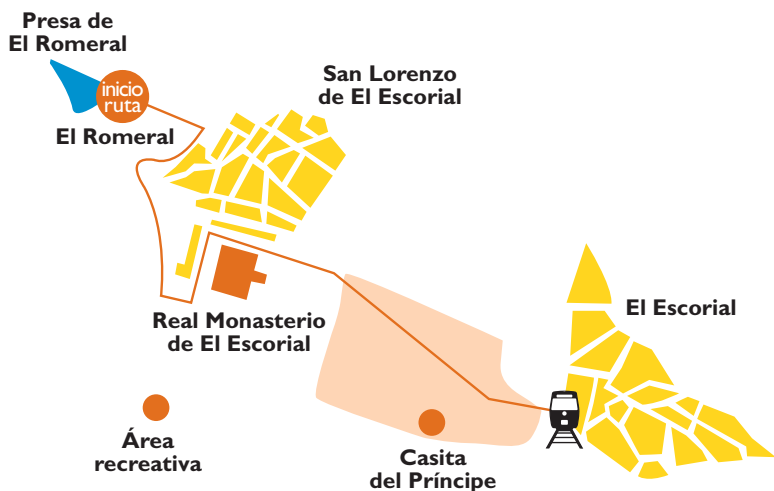 Presa de
El Romeral
inicio
ruta
El Romeral
San Lorenzo
de El Escorial
Real Monasterio
de El Escorial
El Escorial
Área
recreativa
Casita
del Príncipe